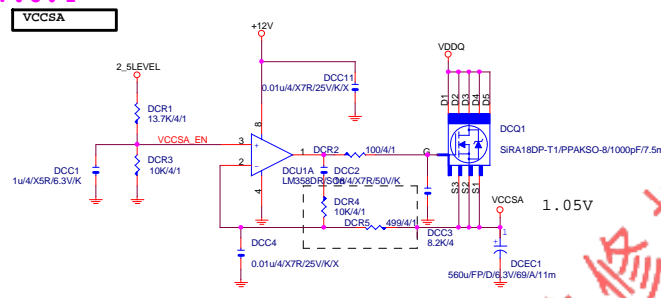 VCCSA
+12V
2_5LEVEL
VDDQ
DCC11
0.01u/4/X7R/25V/K/X
D1
D2
D3
D4
D5
DCR1
13.7K/4/1
8
VCCSA_EN
3
+
DCQ1
SiRA18DP-T1/PPAKSO-8/1000pF/7.5m
1
DCR2
100/4/1
G
DCR3
10K/4/1
2
-
DCU1A
LM358DR/SO8
DCC2
/4/X7R/50V/K
DCC1
1u/4/X5R/6.3V/K
4
S3
S2
S1
DCR4
10K/4/1
VCCSA
1.05V
DCR5
499/4/1
DCC3
8.2K/4
1
+
DCC4
0.01u/4/X7R/25V/K/X
DCEC1
560u/FP/D/6.3V/69/A/11m